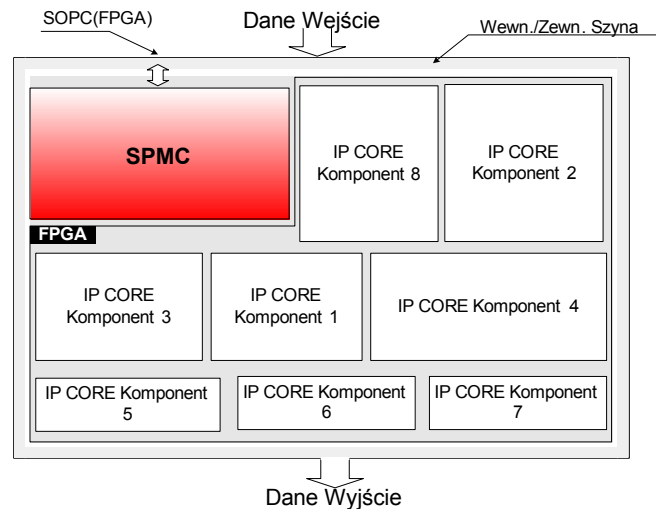 SOPC(FPGA)
Dane Wejście
Wewn./Zewn. Szyna
SPMC
IP CORE
Komponent 8
IP CORE
Komponent 2
FPGA
IP CORE
Komponent 3
IP CORE
Komponent 1
IP CORE Komponent 4
IP CORE Komponent
5
IP CORE Komponent
6
IP CORE Komponent
7
Dane Wyjście